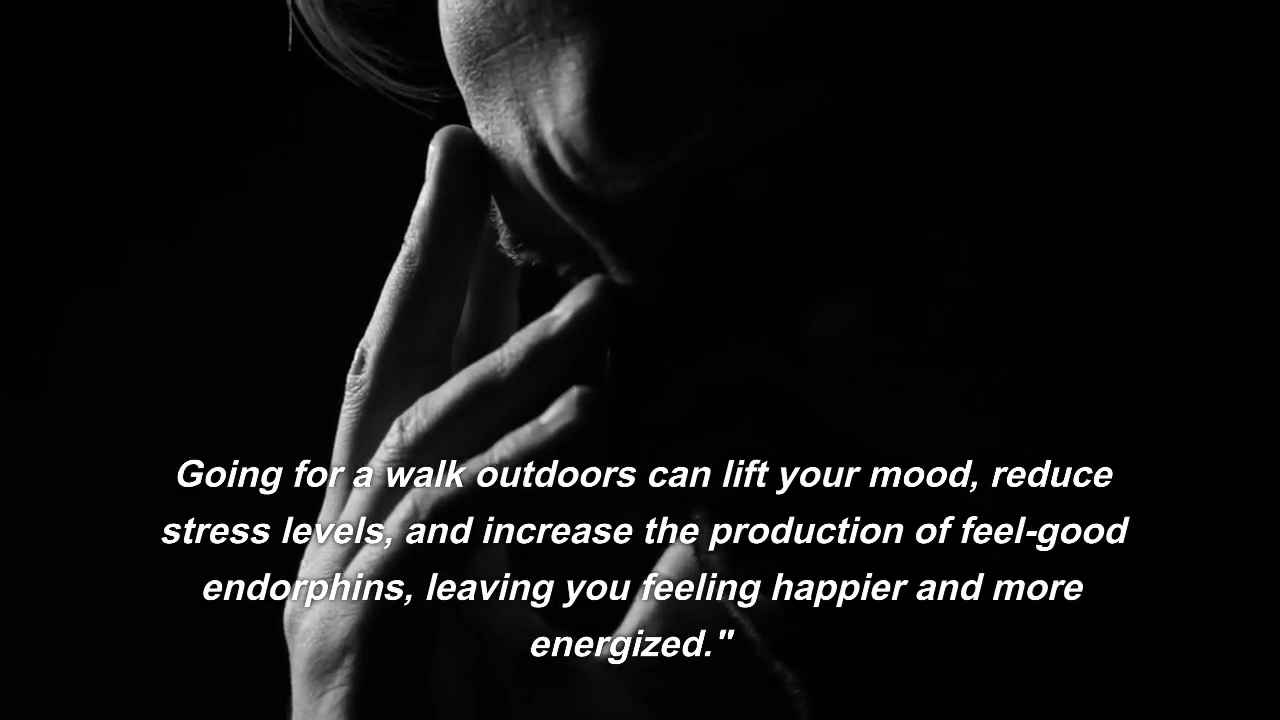 Going for a walk outdoors can lift your mood, reduce
stress levels, and increase the production of feel-good
endorphins, leaving you feeling happier and more
energized."